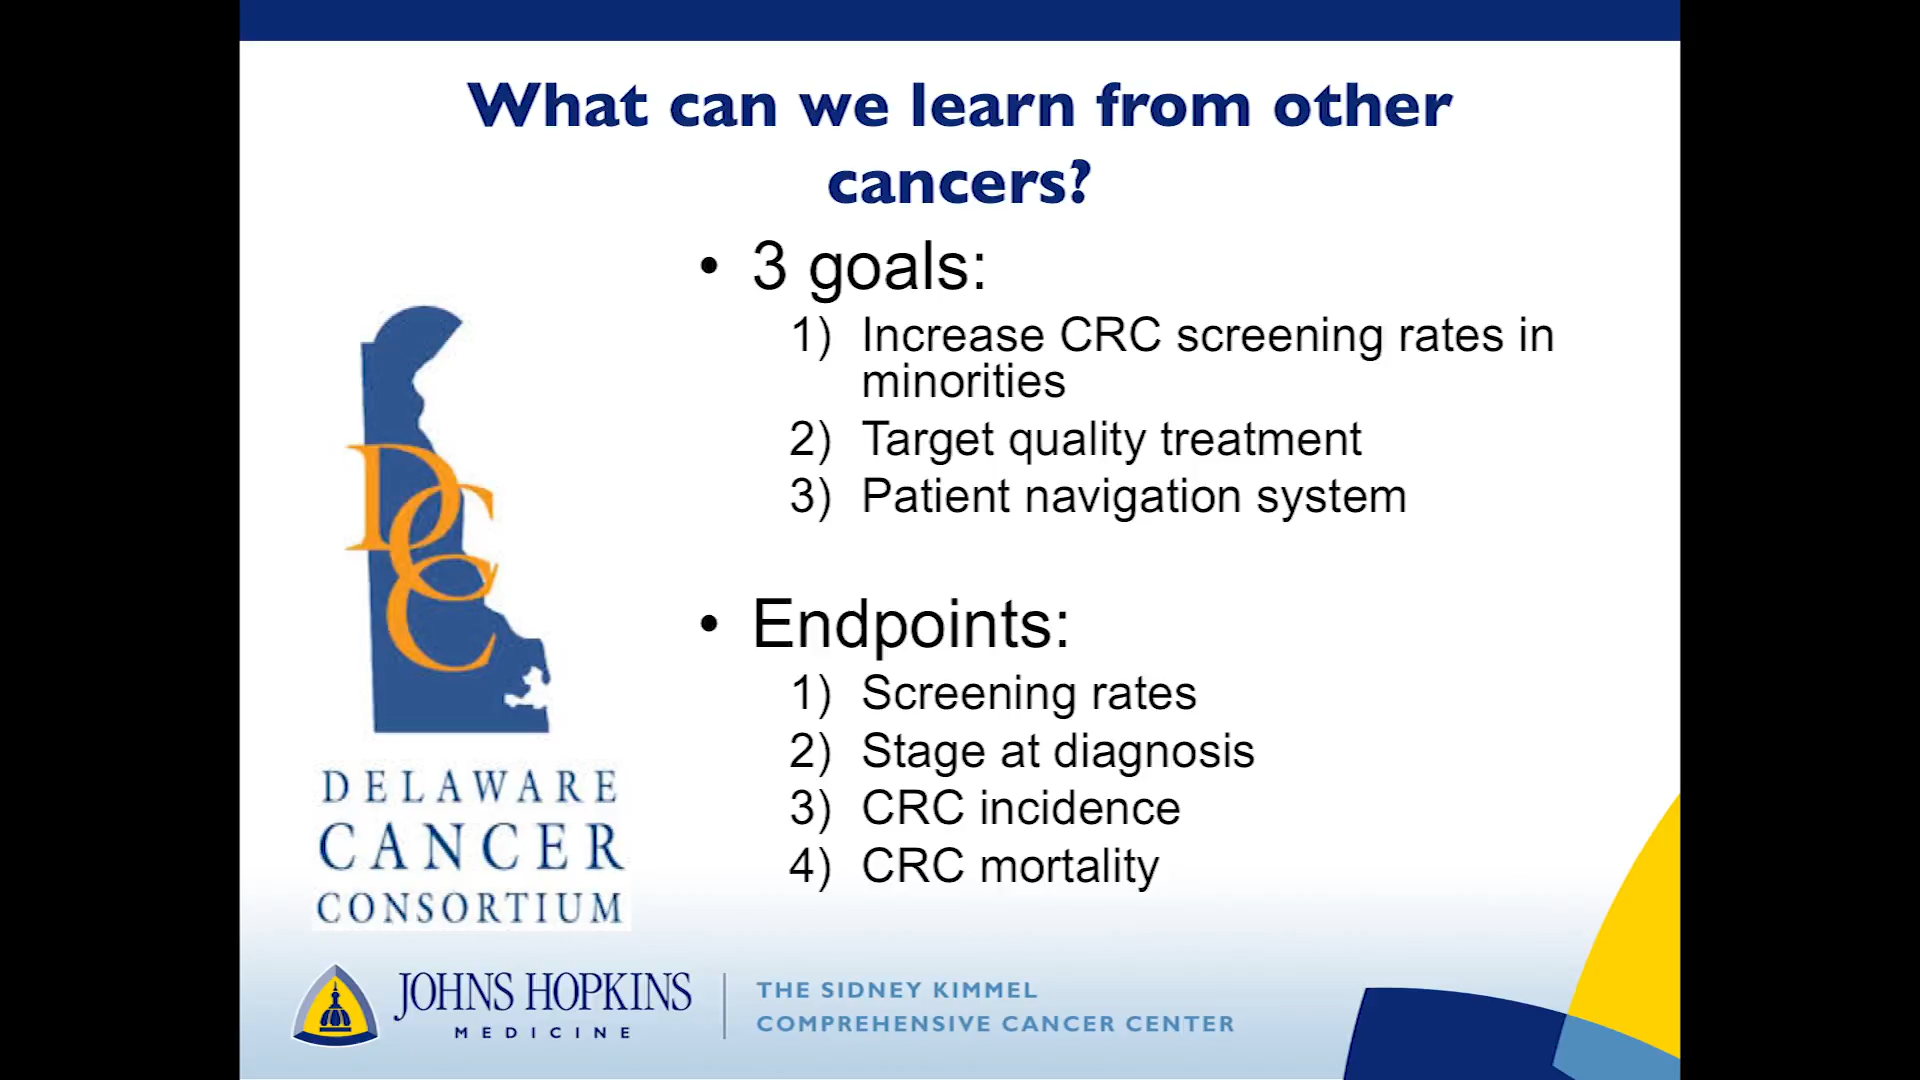 What can we learn from other
cancers?
• 3 goals:
1) Increase CRC screening rates in
minorities
2) Target quality treatment
3) Patient navigation system
• Endpoints:
1) Screening rates
2) Stage at diagnosis
3) CRC incidence
4) CRC mortality
DCC
DELAWARE
CANCER
CONSORTIUM
JOHNS HOPKINS
MEDICINE
THE SIDNEY KIMMEL
COMPREHENSIVE CANCER CENTER